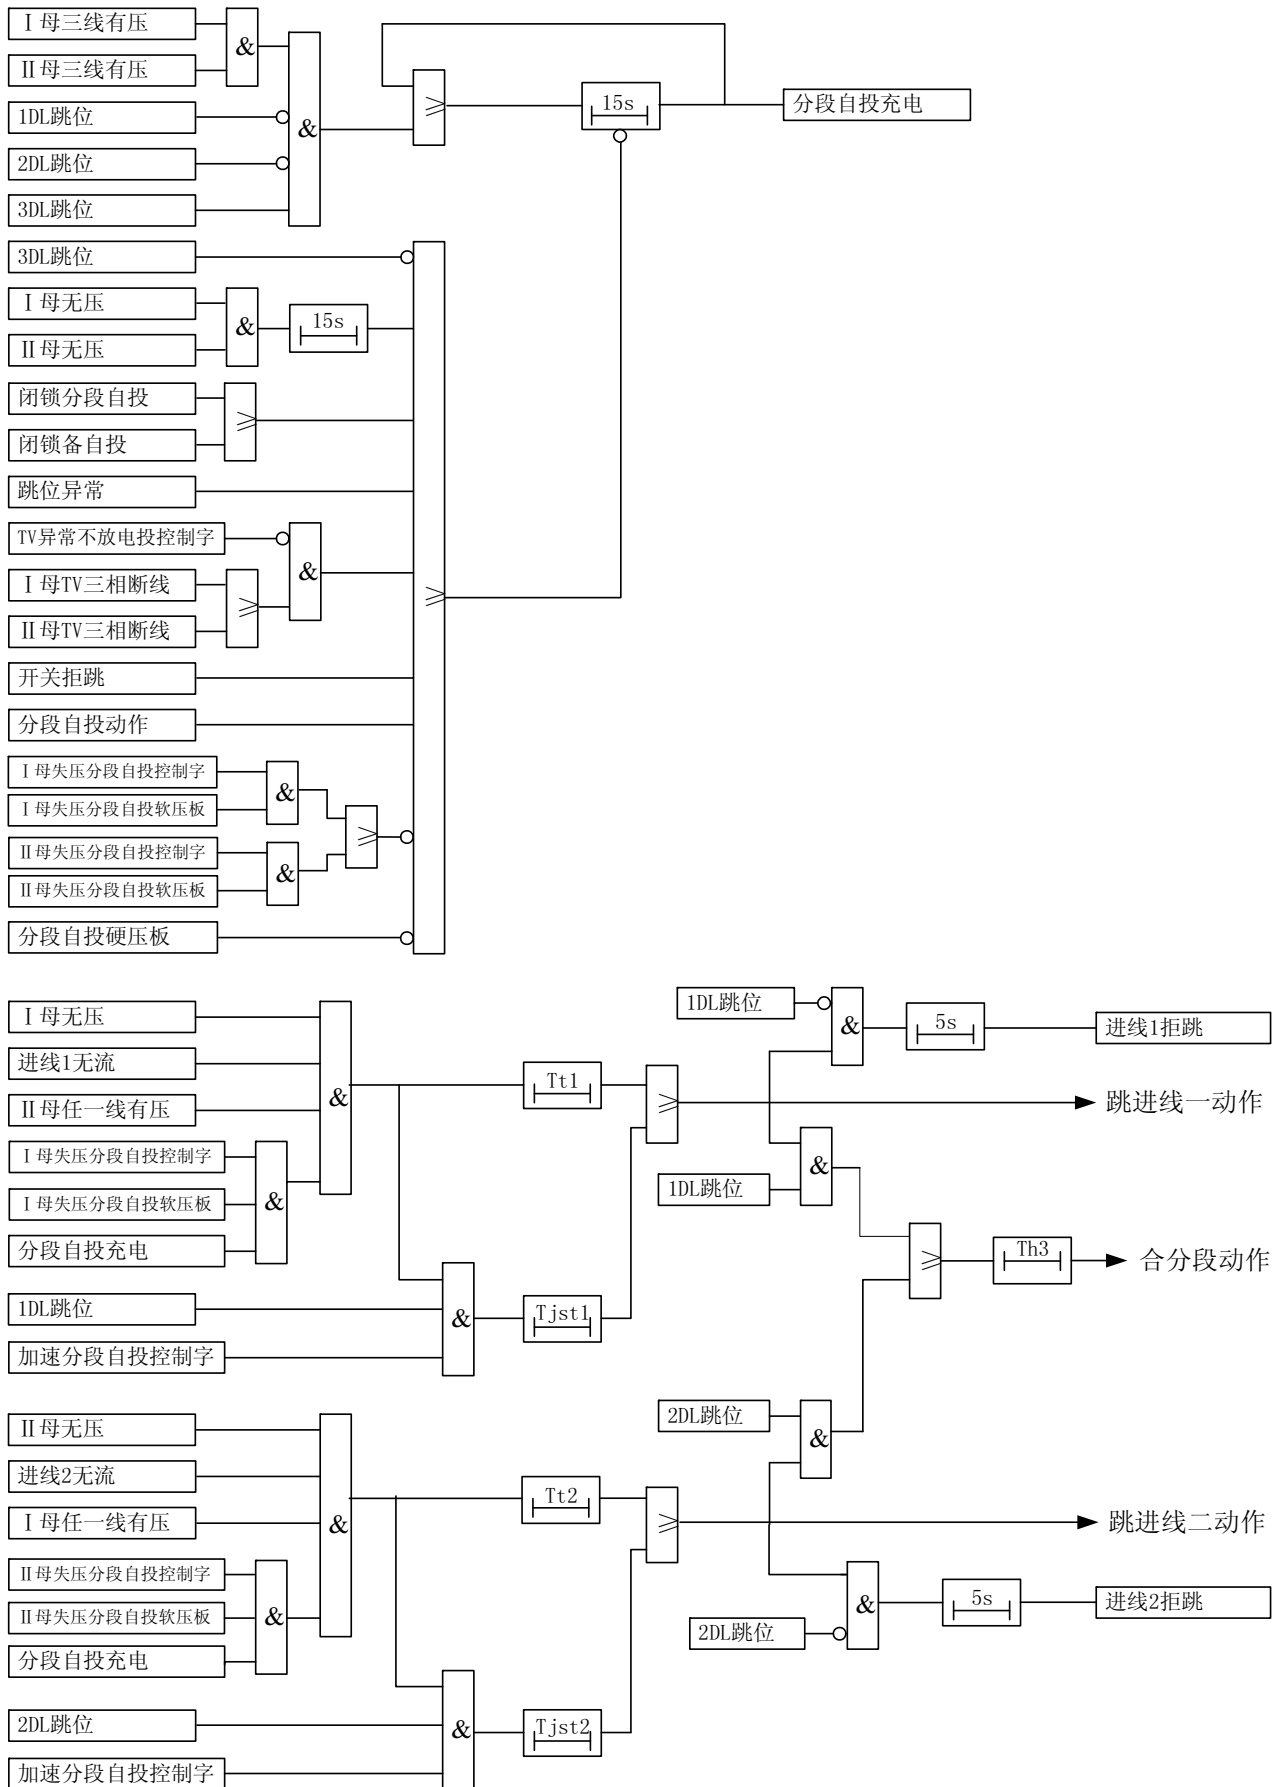 Ⅰ母三线有压
&
Ⅱ母三线有压
1DL跳位
&
2DL跳位
3DL跳位
≥
15s
分段自投充电
3DL跳位
Ⅰ母无压
&
15s
Ⅱ母无压
闭锁分段自投
≥
闭锁备自投
跳位异常
TV异常不放电投控制字
&
Ⅰ母TV三相断线
≥
≥
Ⅱ母TV三相断线
开关拒跳
分段自投动作
Ⅰ母失压分段自投控制字
&
Ⅰ母失压分段自投软压板
≥
Ⅱ母失压分段自投控制字
&
Ⅱ母失压分段自投软压板
分段自投硬压板
Ⅰ母无压
进线1无流
Ⅱ母任一线有压
&
Ⅰ母失压分段自投控制字
Ⅰ母失压分段自投软压板
&
分段自投充电
1DL跳位
&
加速分段自投控制字
Tt1
Tjst1
≥
1DL跳位
&
5s
进线1拒跳
跳进线一动作
&
1DL跳位
≥
Th3
合分段动作
2DL跳位
&
Ⅱ母无压
进线2无流
Ⅰ母任一线有压
&
Ⅱ母失压分段自投控制字
Ⅱ母失压分段自投软压板
&
分段自投充电
2DL跳位
&
加速分段自投控制字
Tt2
Tjst2
≥
跳进线二动作
&
5s
进线2拒跳
2DL跳位